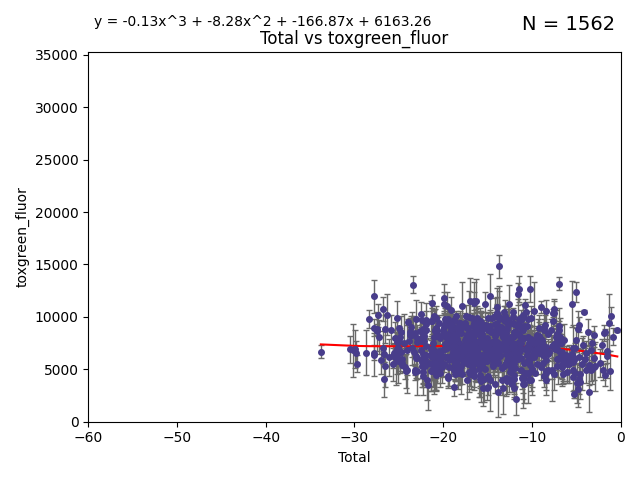 y = -0.13x^3 + -8.28x^2 + -166.87x + 6163.26
N = 1562
Total vs toxgreen_fluor
35000
30000
25000
20000
15000
10000
5000
0
toxgreen_fluor
−60 −50 −40 −30 −20 −10 0
Total